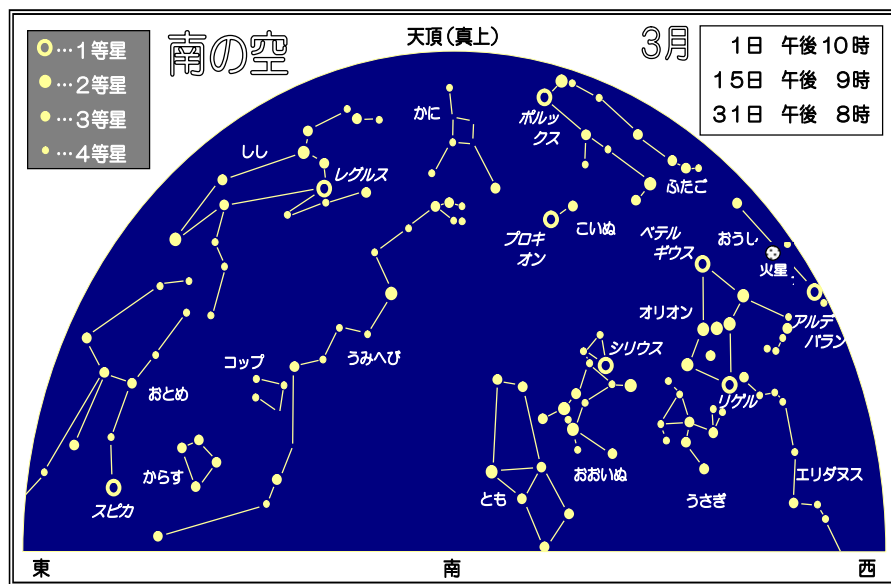 …1等星
…2等星
…3等星
…4等星
南の空
天頂(真上)
3月
1日 午後10時
15日 午後 9時
31日 午後 8時
かに
ポルッ
クス
しし
レグルス
ふたご
こいぬ
プロキ
オン
ベテル
ギウス
おうし
火星
オリオン
アルデ
バラン
コップ
うみへび
シリウス
おとめ
リゲル
からす
スピカ
とも
おおいぬ
うさぎ
エリダヌス
東
南
西